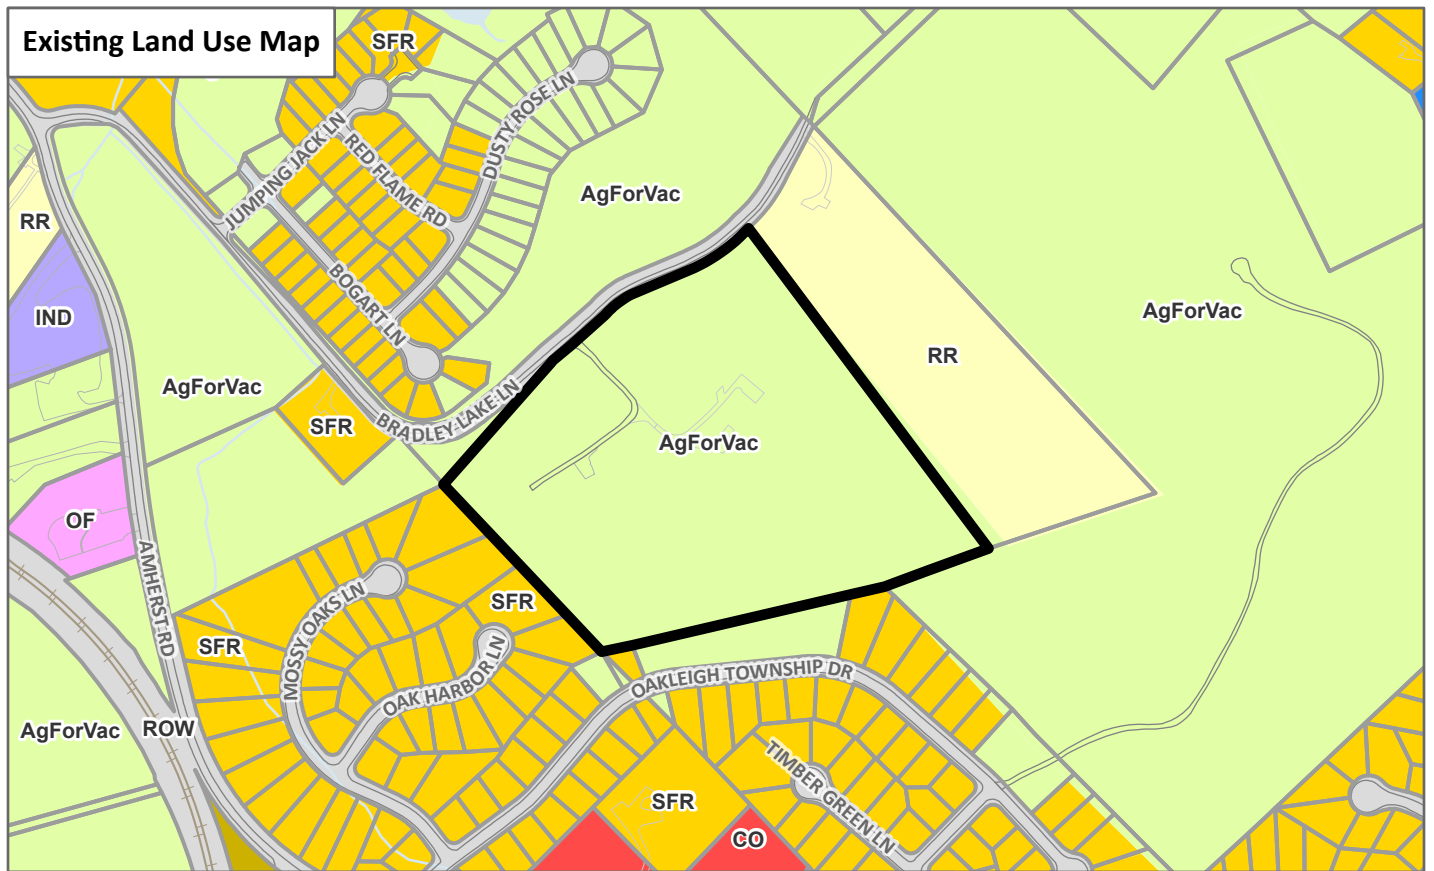 Existing Land Use Map
SFR
DUSTY ROSE LN
JUMPING JACK LN
RED FLAME RD
AgForVac
RR
BOGART LN
IND
AgForVac
RR
AgForVac
BRADLEY LAKE LN
SFR
AgForVac
OF
AMHERST RD
MOSSY OAKS LN
SFR
SFR
OAK HARBOR LN
OAKLEIGH TOWNSHIP DR
AgForVac
ROW
TIMBER GREEN LN
SFR
CO